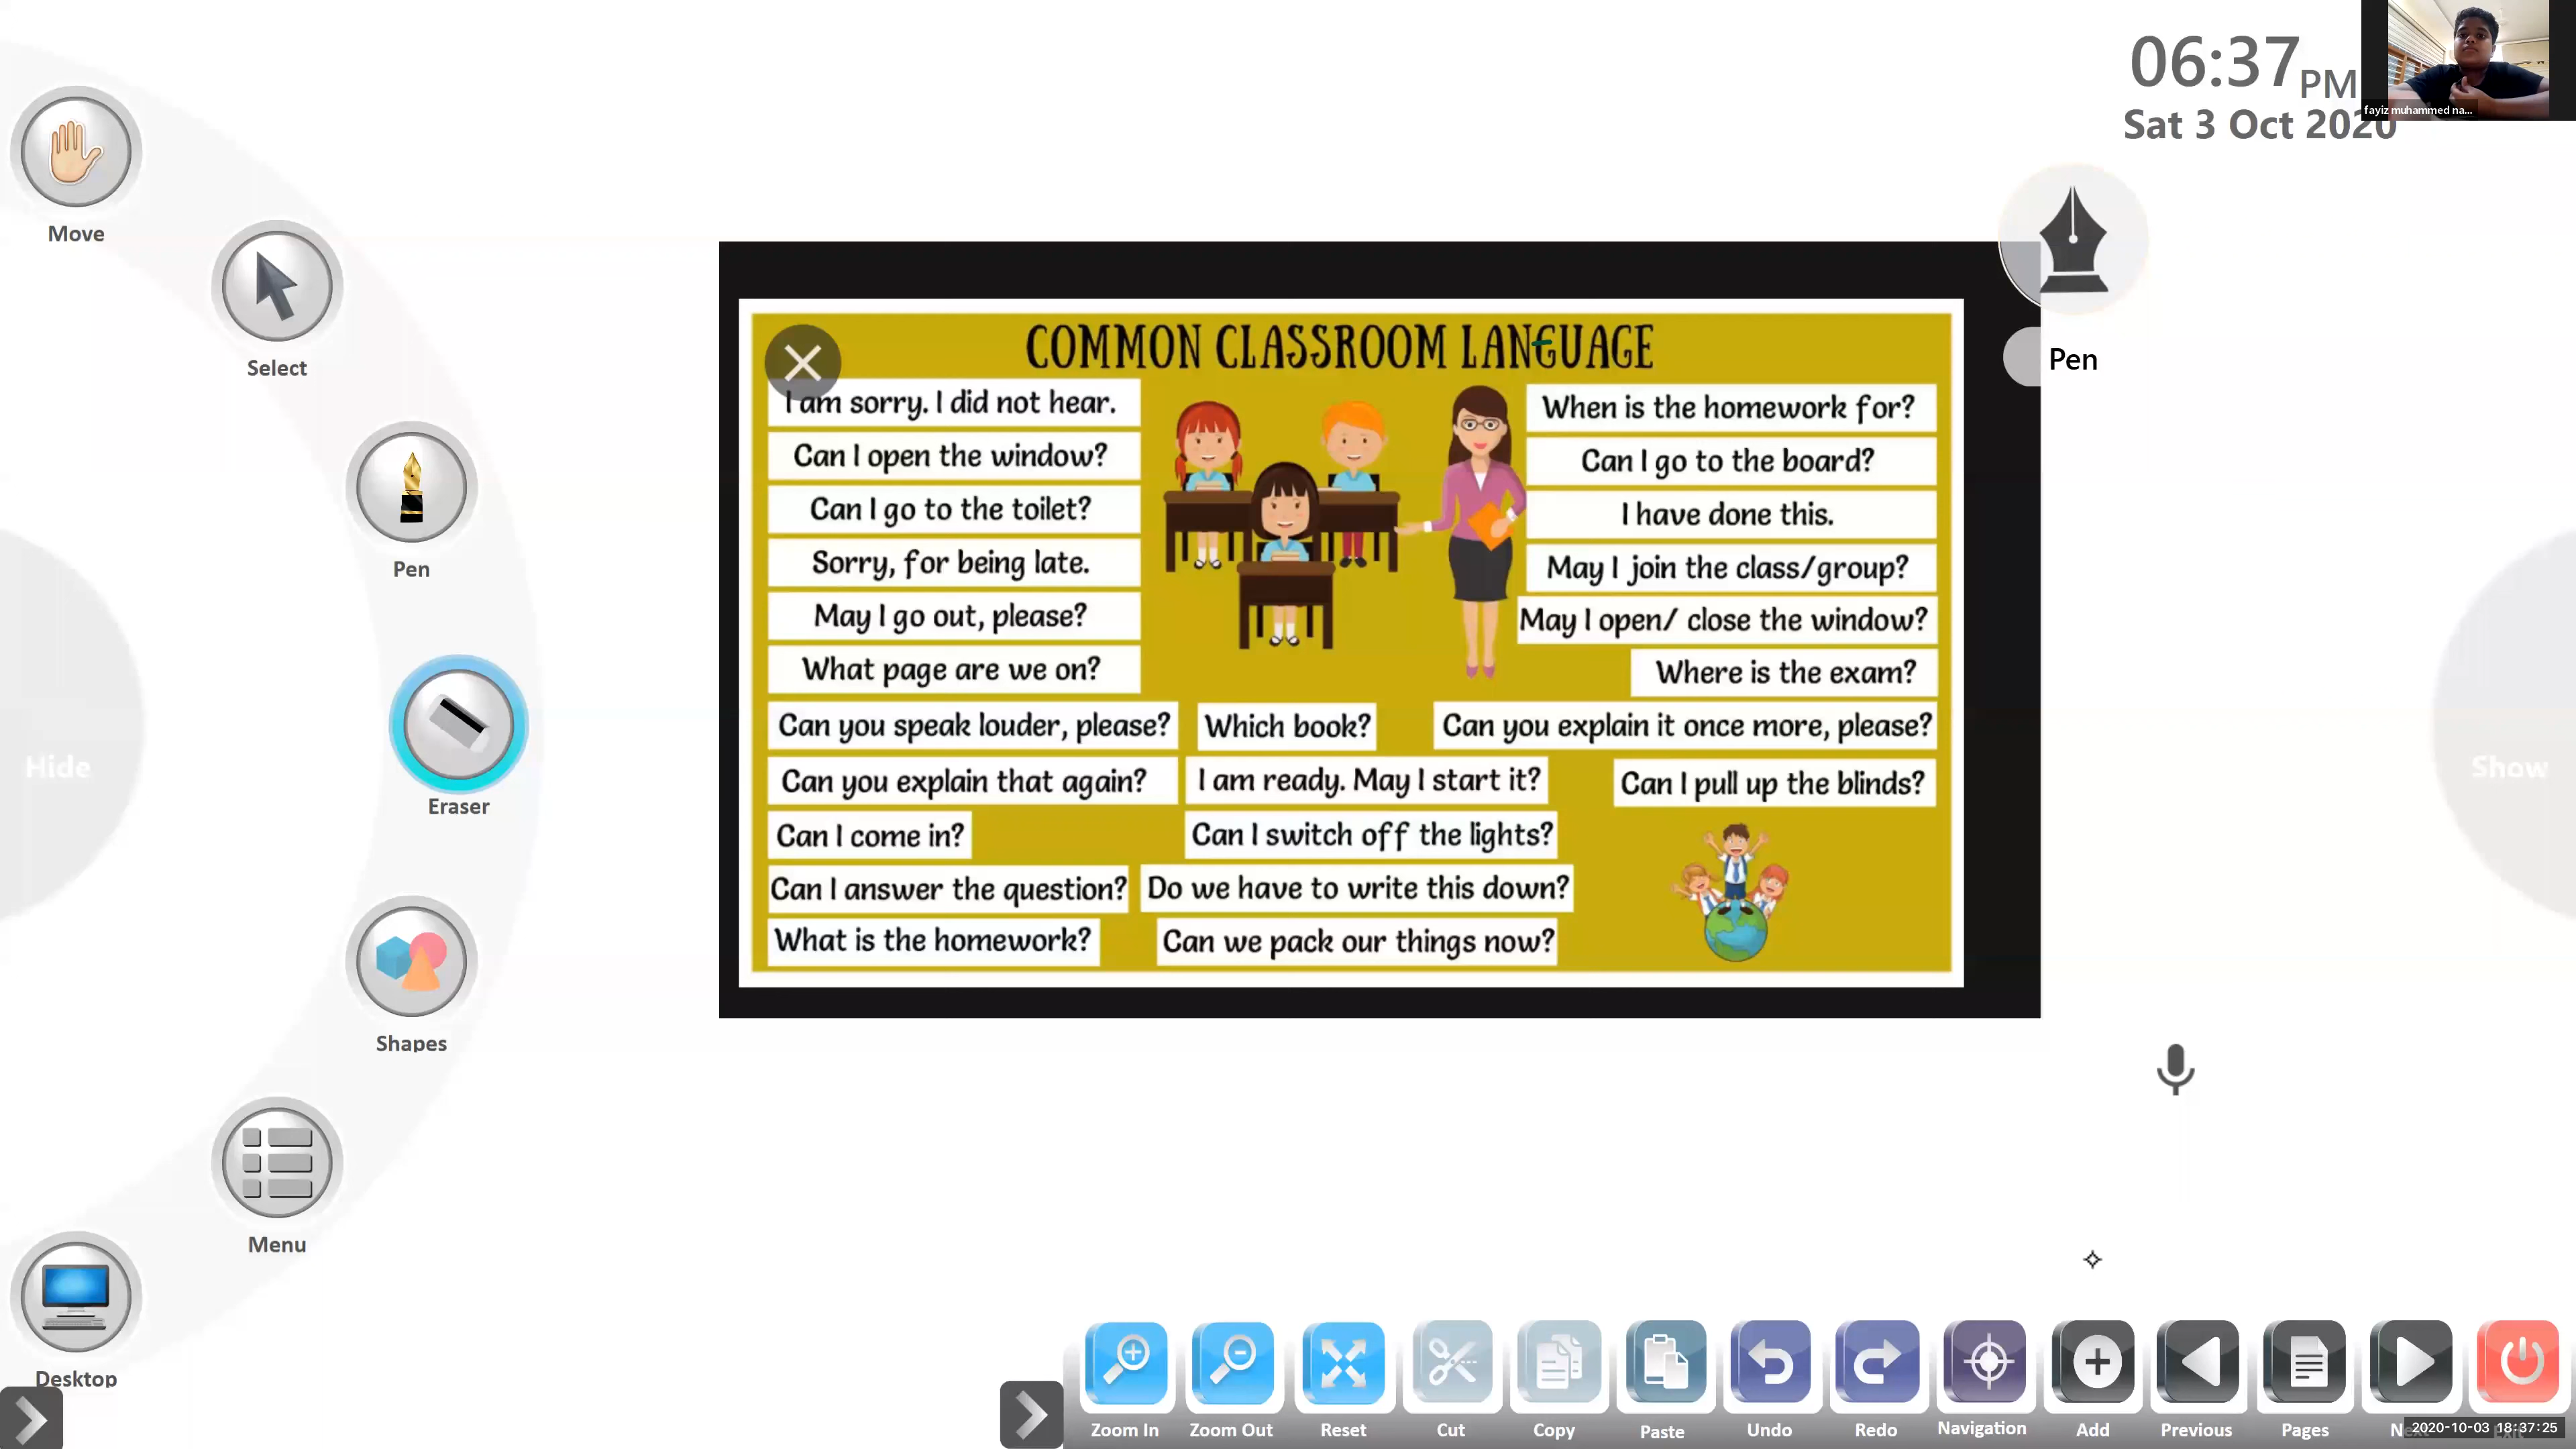 06:37 PM
Sat 3 Oct 2020
fayiz muhammed na...
Move
Select
Pen
Eraser
Shapes
Menu
Desktop
Hide
Show
Pen
COMMON CLASSROOM LANGUAGE
I am sorry. I did not hear.
Can I open the window?
Can I go to the toilet?
Sorry, for being late.
May I go out, please?
What page are we on?
When is the homework for?
Can I go to the board?
I have done this.
May I join the class/group?
May I open/ close the window?
Where is the exam?
Can you speak louder, please?
Which book?
Can you explain it once more, please?
Can you explain that again?
I am ready. May I start it?
Can I pull up the blinds?
Can I come in?
Can I switch off the lights?
Can I answer the question?
Do we have to write this down?
What is the homework?
Can we pack our things now?
Zoom In
Zoom Out
Reset
Cut
Copy
Paste
Undo
Redo
Navigation
Add
Previous
Pages
2020-10-03 18:37:25